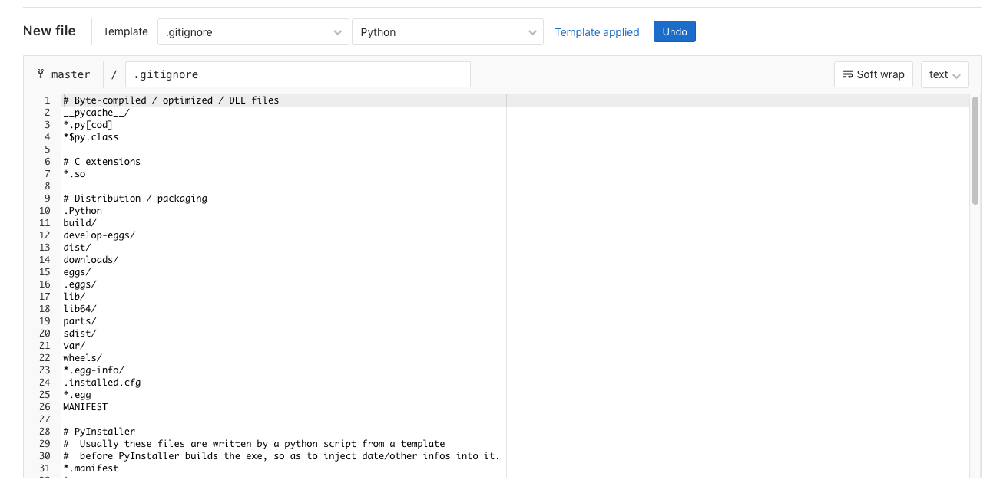 New file Template .gitignore Python Template applied Undo
master / .gitignore Soft wrap text
1 # Byte-compiled / optimized / DLL files
2 __pycache__/
3 *.py[cod]
4 *$py.class
5
6 # C extensions
7 *.so
8
9 # Distribution / packaging
10 .Python
11 build/
12 develop-eggs/
13 dist/
14 downloads/
15 eggs/
16 .eggs/
17 lib/
18 lib64/
19 parts/
20 sdist/
21 var/
22 wheels/
23 *.egg-info/
24 .installed.cfg
25 *.egg
26 MANIFEST
27
28 # PyInstaller
29 #  Usually these files are written by a python script from a template
30 #  before PyInstaller builds the exe, so as to inject date/other infos into it.
31 *.manifest